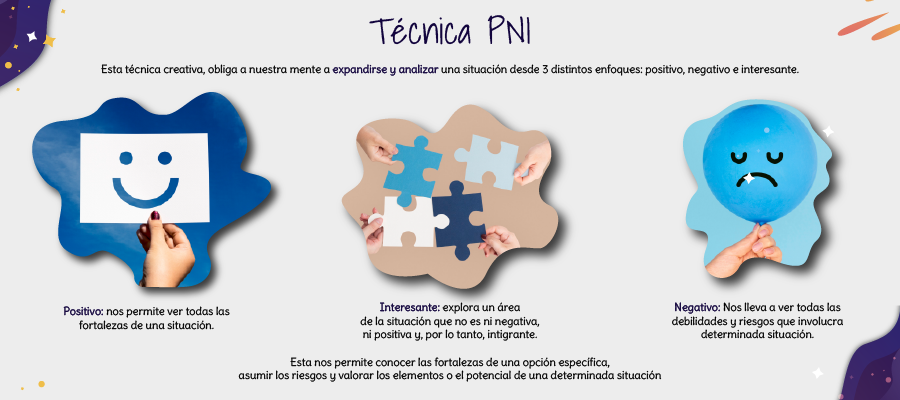 Técnica PNI
Esta técnica creativa, obliga a nuestra mente a expandirse y analizar una situación desde 3 distintos enfoques: positivo, negativo e interesante.
Positivo: nos permite ver todas las
fortalezas de una situación.
Interesante: explora un área
de la situación que no es ni negativa,
ni positiva y, por lo tanto, intigrante.
Negativo: Nos lleva a ver todas las
debilidades y riesgos que involucra
determinada situación.
Esta nos permite conocer las fortalezas de una opción específica,
asumir los riesgos y valorar los elementos o el potencial de una determinada situación